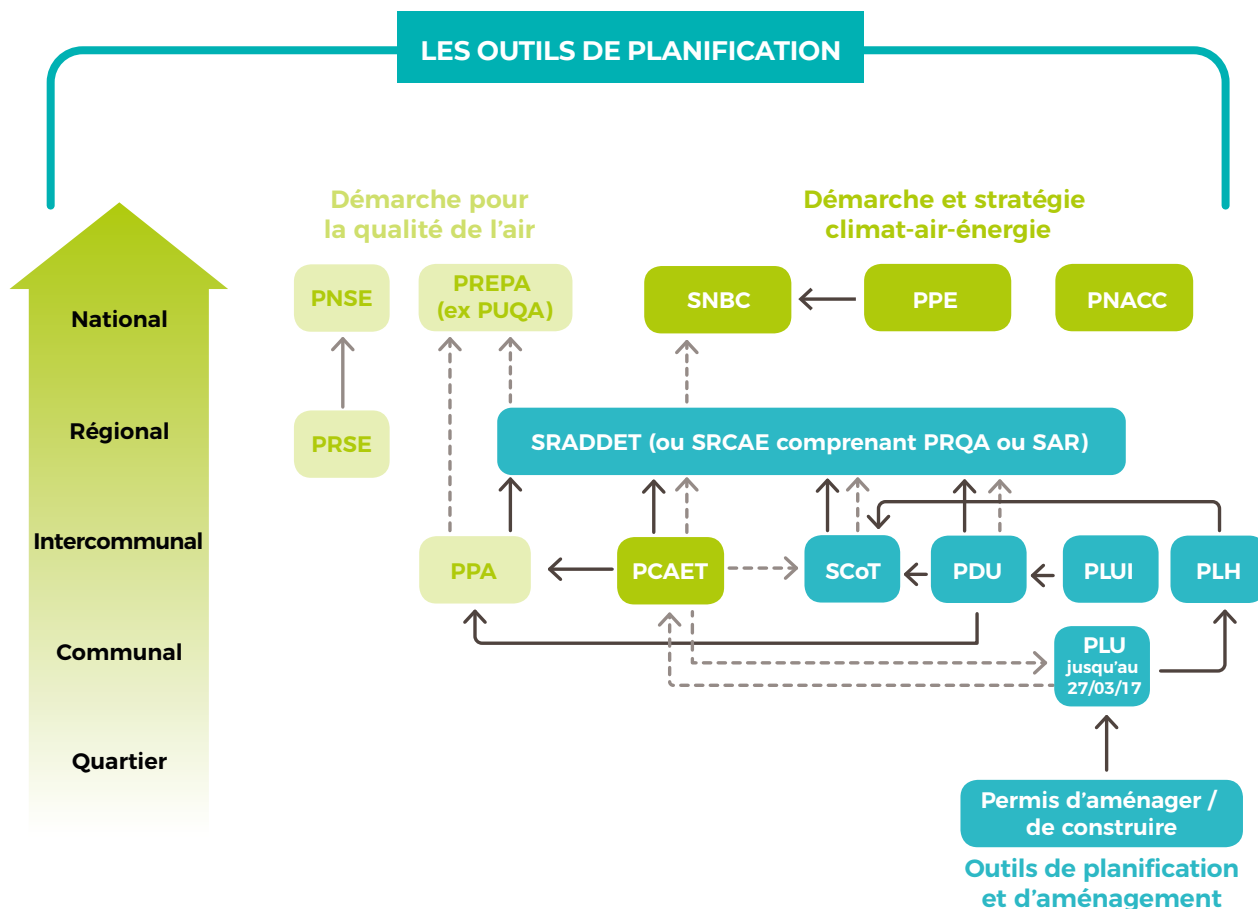 LES OUTILS DE PLANIFICATION
Démarche pour
la qualité de l'air
Démarche et stratégie
climat-air-énergie
National
PNSE
PREPA
(ex PUQA)
SNBC
PPE
PNACC
Régional
PRSE
SRADDET (ou SRCAE comprenant PRQA ou SAR)
Intercommunal
PPA
PCAET
SCoT
PDU
PLUI
PLH
Communal
PLU
jusqu'au
27/03/17
Quartier
Permis d'aménager /
de construire
Outils de planification
et d'aménagement